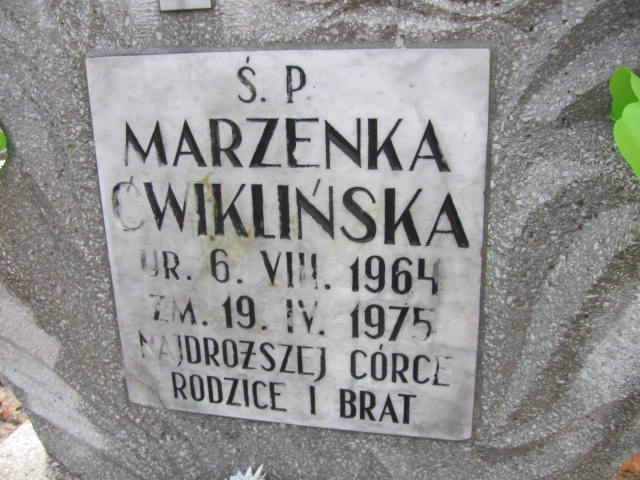 Ś. P.
MARZENKA
ĆWIKLIŃSKA
UR. 6. VIII. 1964
ZM. 19. IV. 1975
NAJDROŻSZEJ CÓRCE
RODZICE I BRAT